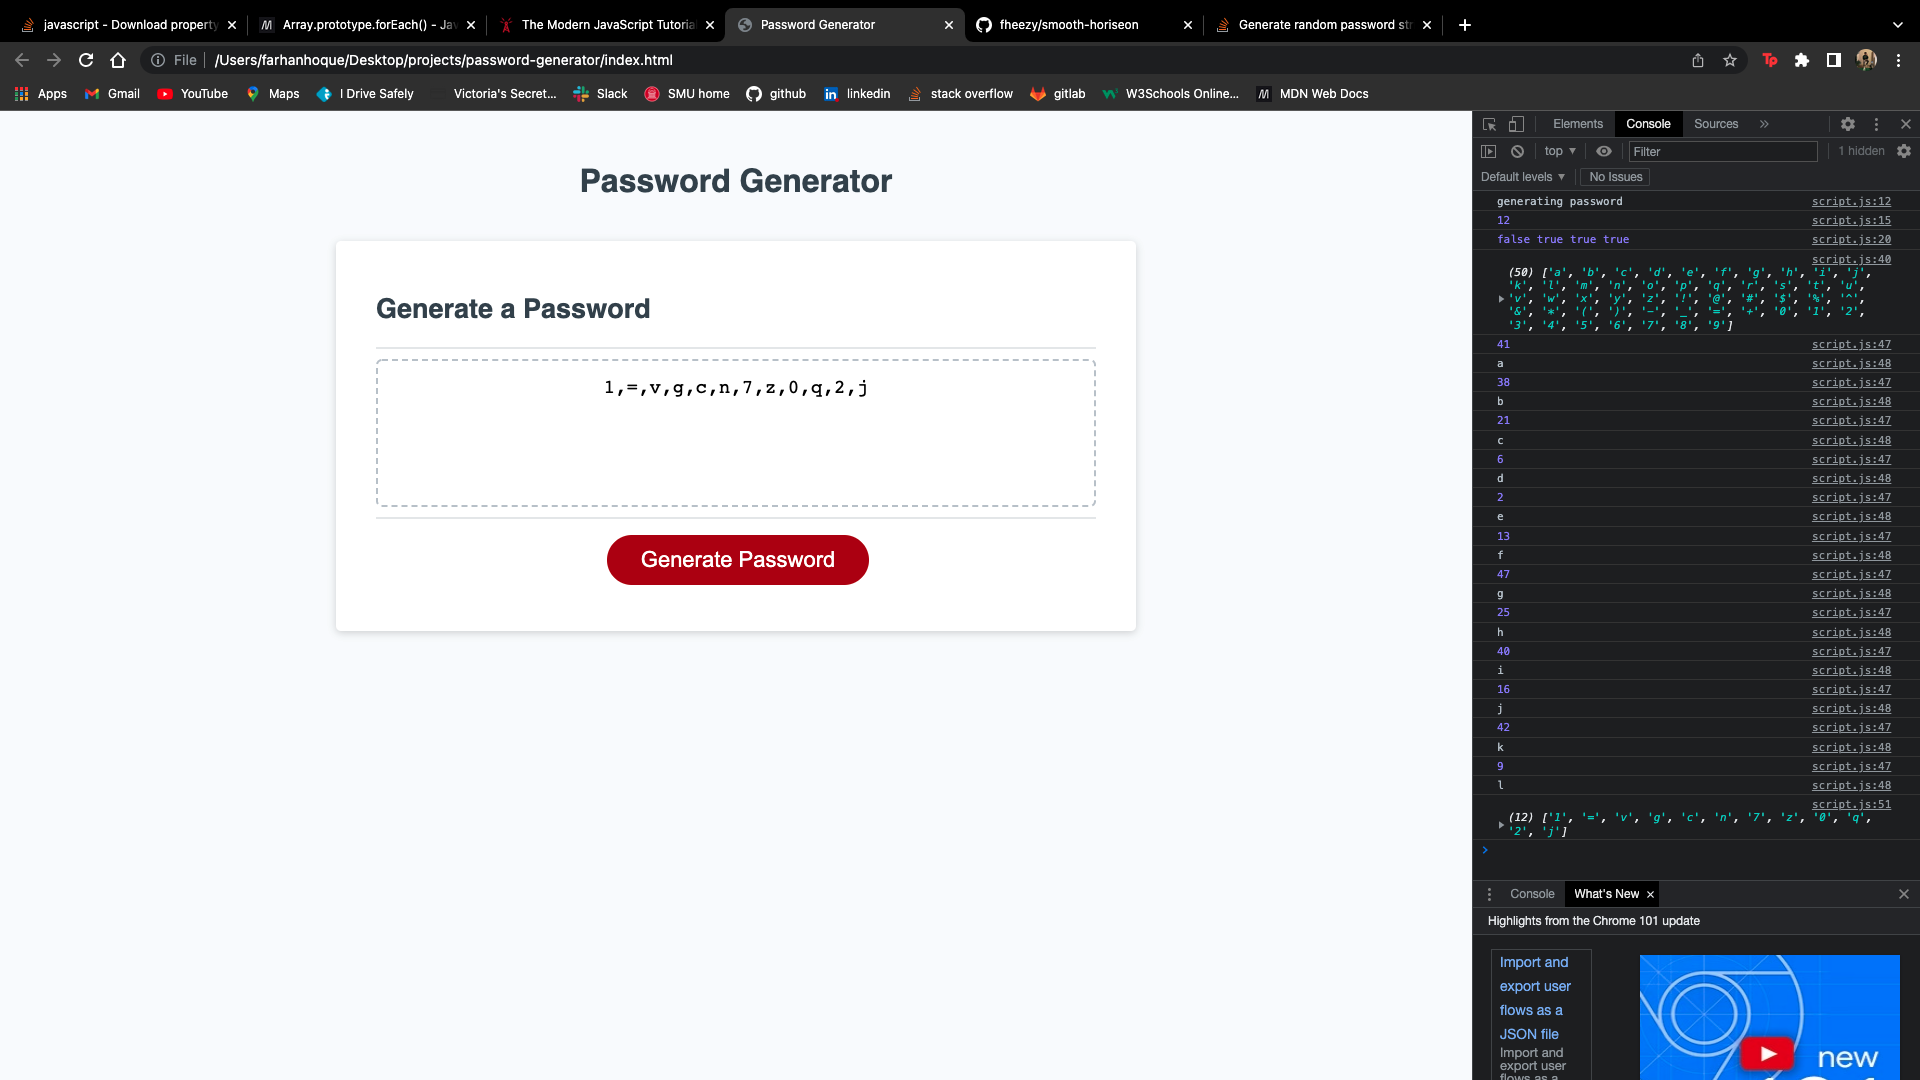 javascript - Download property
Array.prototype.forEach() - Jav
The Modern JavaScript Tutorial
Password Generator
fheezy/smooth-horiseon
Generate random password str
File
/Users/farhanhoque/Desktop/projects/password-generator/index.html
Tp
Apps
Gmail
YouTube
Maps
I Drive Safely
Victoria's Secret...
Slack
SMU home
github
linkedin
stack overflow
gitlab
W3Schools Online...
MDN Web Docs
Password Generator
Generate a Password
1,=,v,g,c,n,7,z,0,q,2,j
Generate Password
Elements
Console
Sources
»
top
Filter
1 hidden
Default levels
No Issues
generating password script.js:12
12 script.js:15
false true true true script.js:20
script.js:40
(50) ['a', 'b', 'c', 'd', 'e', 'f', 'g', 'h', 'i', 'j',
'k', 'l', 'm', 'n', 'o', 'p', 'q', 'r', 's', 't', 'u',
'v', 'w', 'x', 'y', 'z', '!', '@', '#', '$', '%', '^',
'&', '*', '(', ')', '-', '_', '=', '+', '0', '1', '2',
'3', '4', '5', '6', '7', '8', '9']
41 script.js:47
a script.js:48
38 script.js:47
b script.js:48
21 script.js:47
c script.js:48
6 script.js:47
d script.js:48
2 script.js:47
e script.js:48
13 script.js:47
f script.js:48
47 script.js:47
g script.js:48
25 script.js:47
h script.js:48
40 script.js:47
i script.js:48
16 script.js:47
j script.js:48
42 script.js:47
k script.js:48
9 script.js:47
l script.js:48
script.js:51
(12) ['1', '=', 'v', 'g', 'c', 'n', '7', 'z', '0', 'q',
'2', 'j']
Console
What's New
Highlights from the Chrome 101 update
Import and
export user
flows as a
JSON file
Import and
export user
flows as a
new